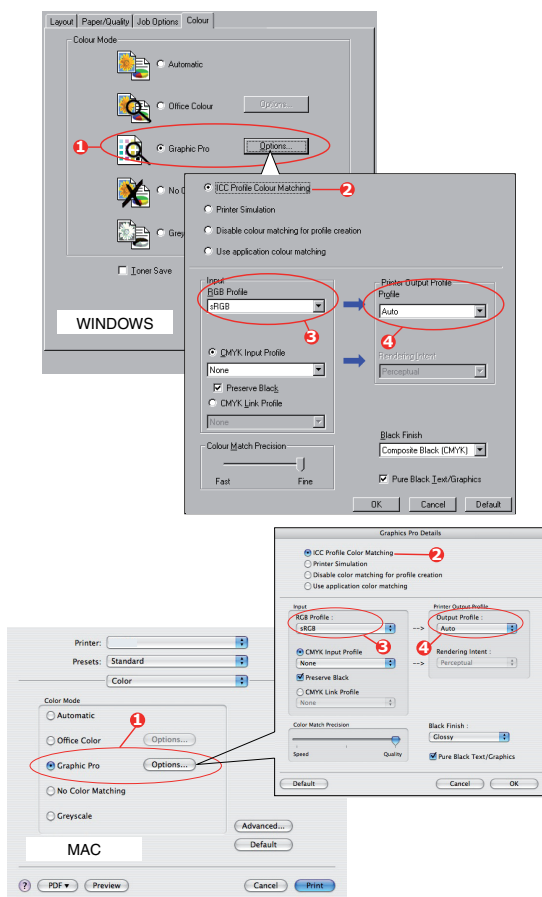 Layout Paper/Quality Job Options Colour
Colour Mode
Automatic
Office Colour Options...
1 Graphic Pro Options...
No C
Grey
Toner Save
WINDOWS
ICC Profile Colour Matching 2
Printer Simulation
Disable colour matching for profile creation
Use application colour matching
Input
RGB Profile
sRGB
3
CMYK Input Profile
None
Preserve Black
CMYK Link Profile
None
Printer Output Profile
Profile
Auto
4
Rendering Intent
Perceptual
Colour Match Precision
Fast Fine
Black Finish
Composite Black (CMYK)
Pure Black Text/Graphics
OK Cancel Default
Graphics Pro Details
ICC Profile Color Matching 2
Printer Simulation
Disable color matching for profile creation
Use application color matching
Input
RGB Profile :
sRGB
3
CMYK Input Profile
None
Preserve Black
CMYK Link Profile
None
Printer Output Profile
Output Profile :
--> Auto
4
Rendering Intent :
--> Perceptual
Color Match Precision
Speed Quality
Black Finish :
Glossy
Pure Black Text/Graphics
Default Cancel OK
Printer:
Presets: Standard
Color
Color Mode
Automatic
1
Office Color Options...
Graphic Pro Options...
No Color Matching
Greyscale
Advanced...
Default
MAC
? PDF ▾ Preview Cancel Print